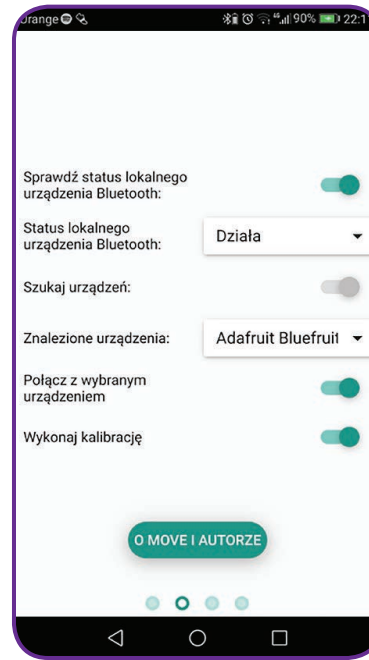 Orange 4G 90% 22:1
Sprawdź status lokalnego
urządzenia Bluetooth:
Status lokalnego
urządzenia Bluetooth:
Działa
Szukaj urządzeń:
Znalezione urządzenia:
Adafruit Bluefruit
Połącz z wybranym
urządzeniem
Wykonaj kalibrację
O MOVE I AUTORZE